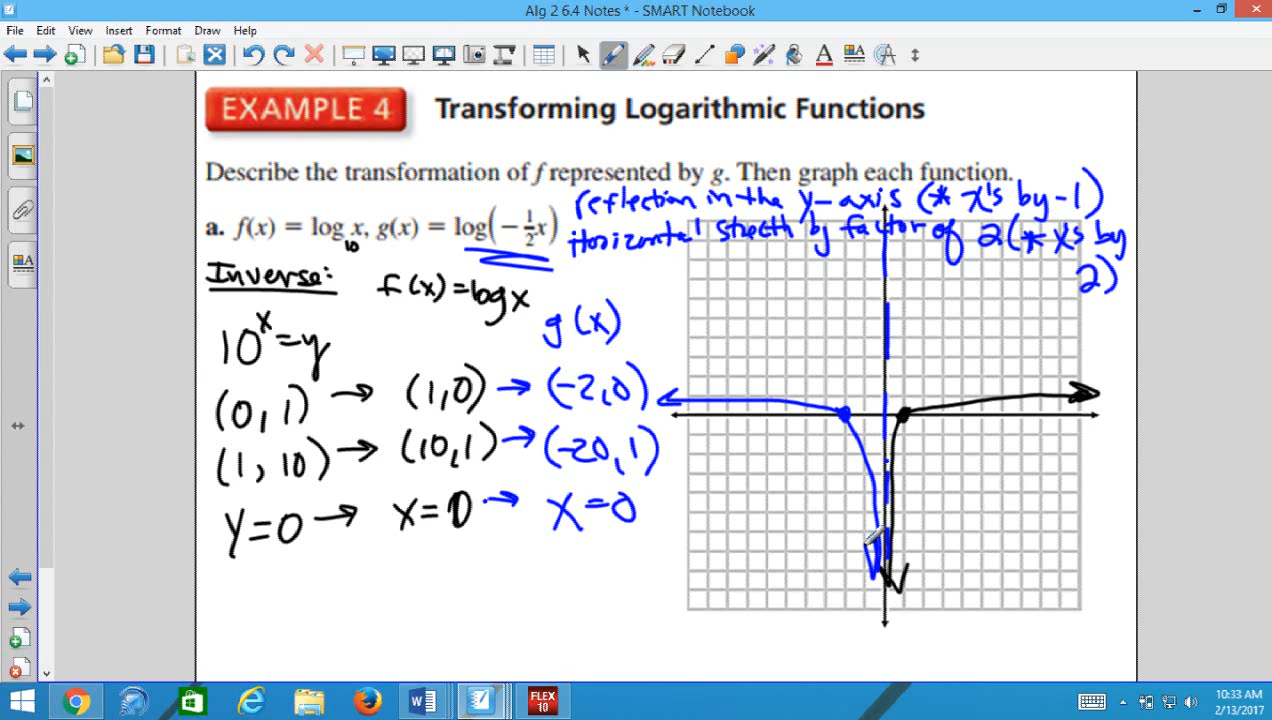 Alg 2 6.4 Notes * - SMART Notebook
File Edit View Insert Format Draw Help
EXAMPLE 4 Transforming Logarithmic Functions
Describe the transformation of f represented by g. Then graph each function.
reflection in the y-axis (* x's by -1)
a. f(x) = log x, g(x) = log(-½x)
10
Horizontal stretch by factor of 2 (* x's by
2)
Inverse: f(x) = log x
g(x)
10^x = y
(0, 1) → (1, 0) → (-2, 0)
(1, 10) → (10, 1) → (-20, 1)
y=0 → x=0 → x=0
FLEX
10
10:33 AM
2/13/2017